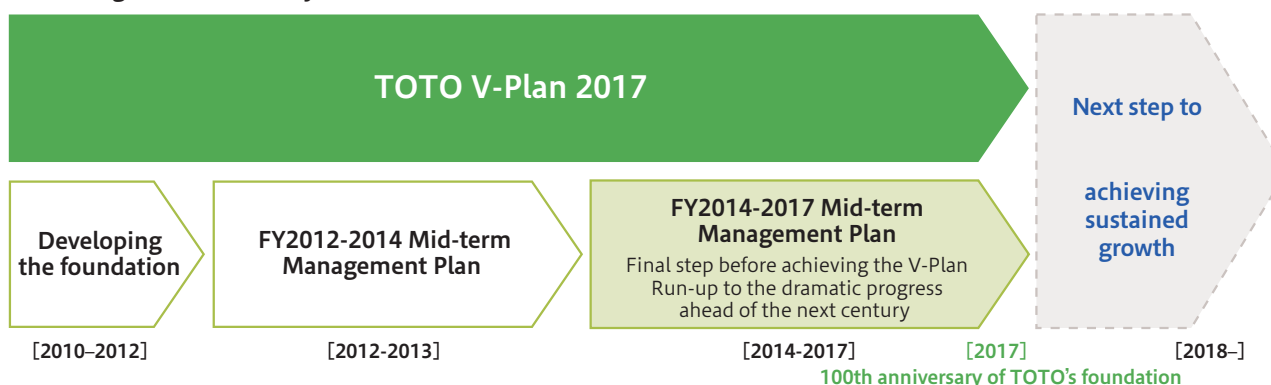 TOTO V-Plan 2017
Next step to
achieving
sustained
growth
Developing
the foundation
FY2012-2014 Mid-term
Management Plan
FY2014-2017 Mid-term
Management Plan
Final step before achieving the V-Plan
Run-up to the dramatic progress
ahead of the next century
[2010–2012]
[2012-2013]
[2014-2017]
[2017]
[2018–]
100th anniversary of TOTO's foundation